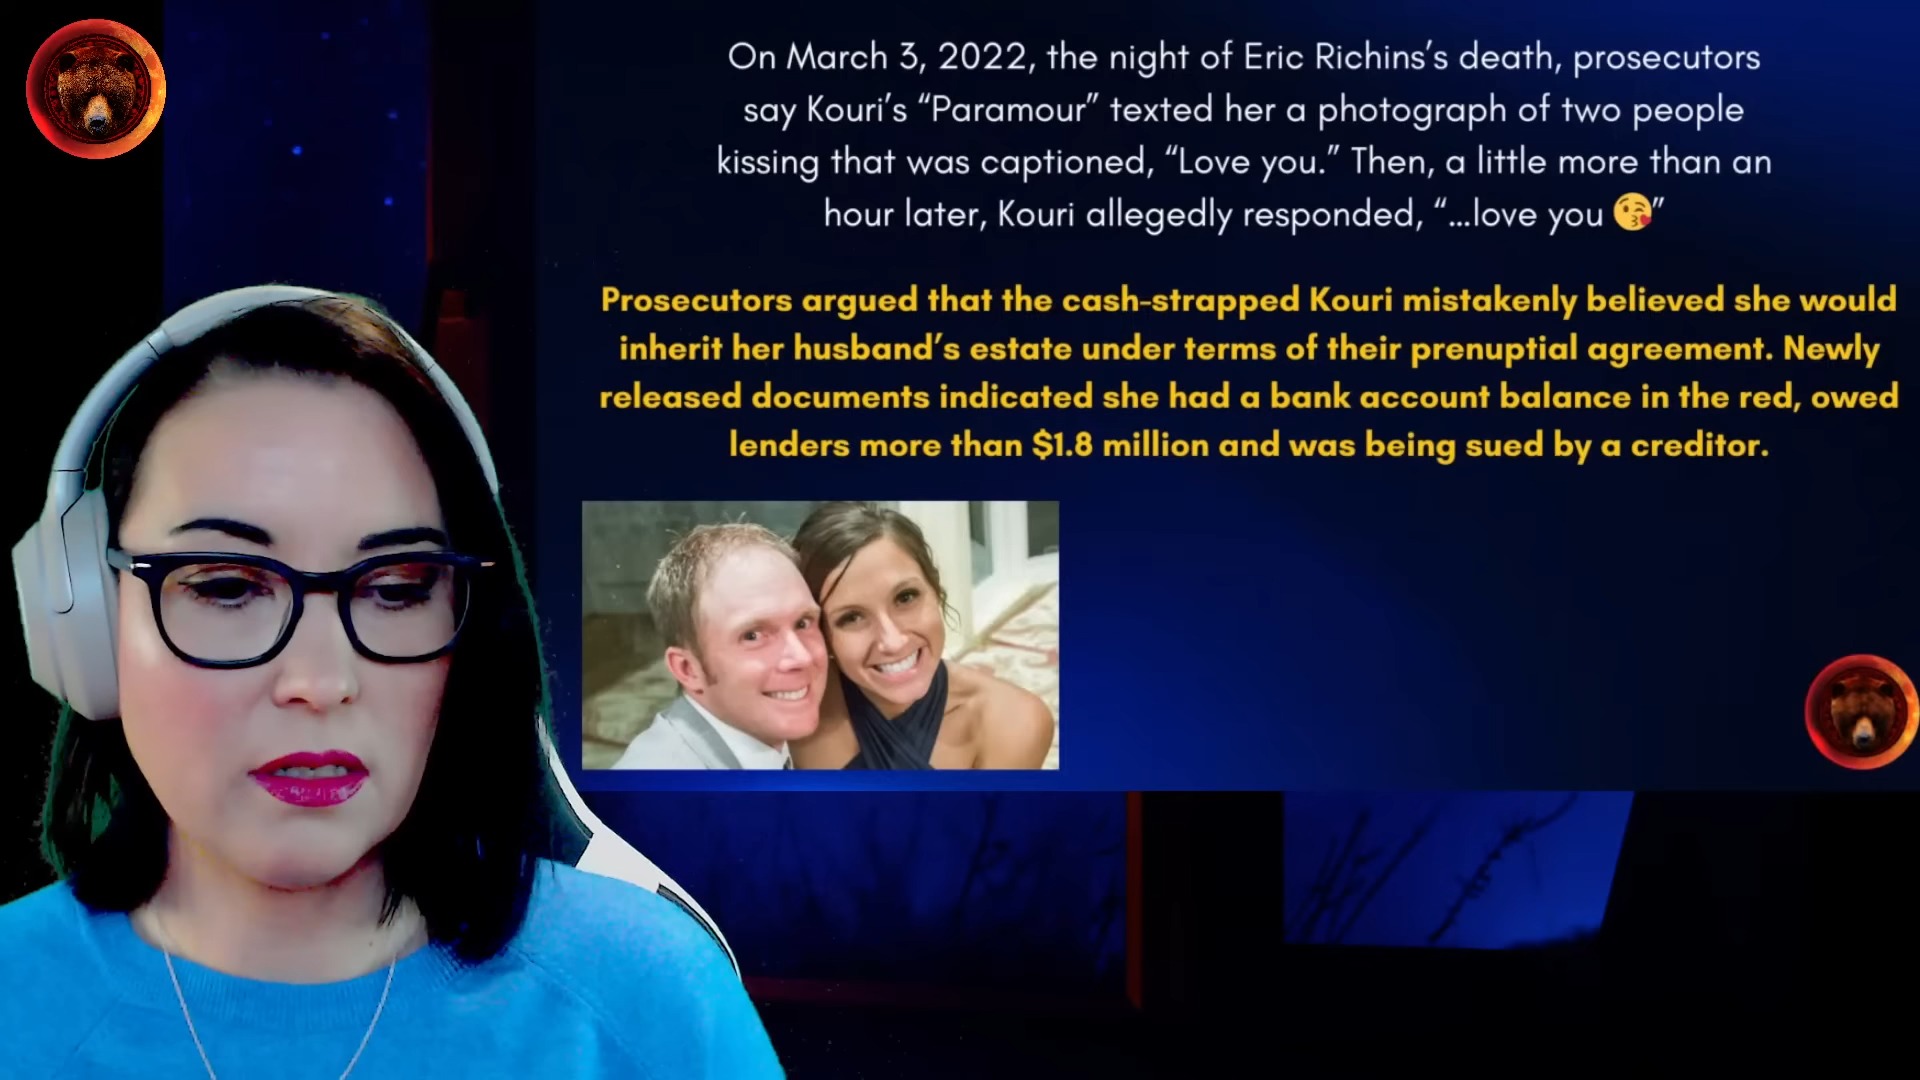 On March 3, 2022, the night of Eric Richins’s death, prosecutors
say Kouri’s “Paramour” texted her a photograph of two people
kissing that was captioned, “Love you.” Then, a little more than an
hour later, Kouri allegedly responded, “...love you 😘”
Prosecutors argued that the cash-strapped Kouri mistakenly believed she would
inherit her husband’s estate under terms of their prenuptial agreement. Newly
released documents indicated she had a bank account balance in the red, owed
lenders more than $1.8 million and was being sued by a creditor.